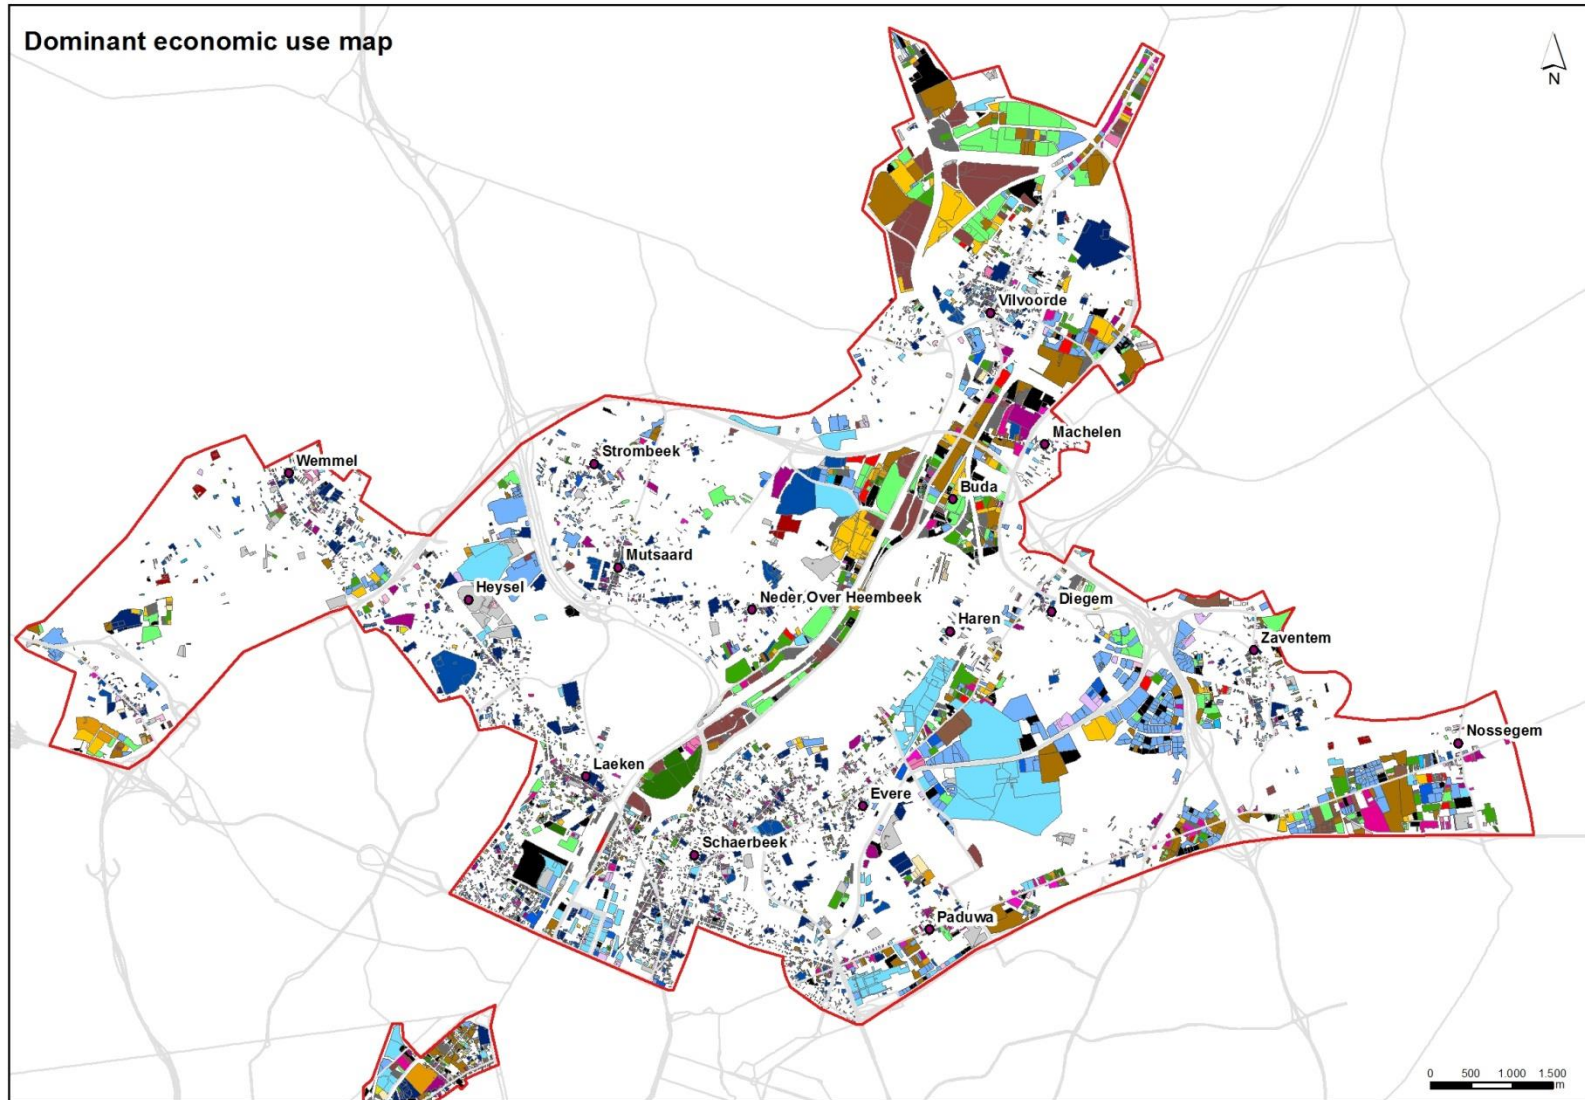 Dominant economic use map
N
Vilvoorde
Machelen
Strombeek
Wemmel
Buda
Mutsaard
Heysel
Neder Over Heembeek
Diegem
Haren
Zaventem
Nossegem
Laeken
Evere
Schaerbeek
Paduwa
0 500 1.000 1.500
m